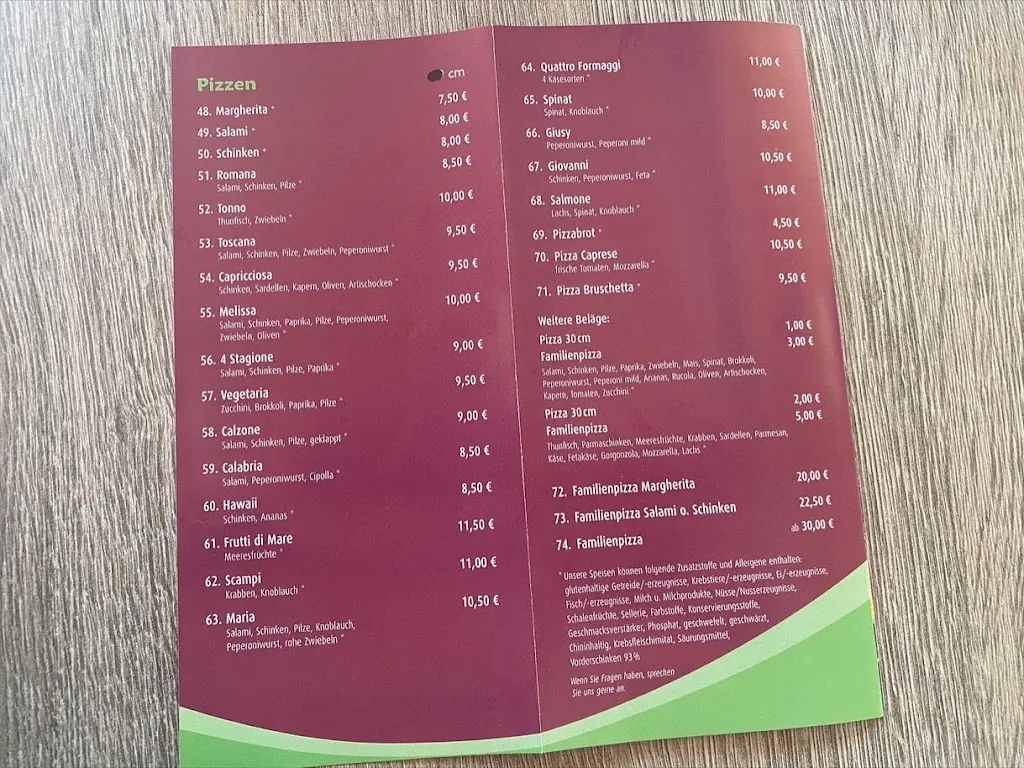 Pizzen
cm
48. Margherita * 7,50 €
49. Salami * 8,00 €
50. Schinken * 8,00 €
51. Romana 8,50 €
Salami, Schinken, Pilze *
52. Tonno 10,00 €
Thunfisch, Zwiebeln *
53. Toscana 9,50 €
Salami, Schinken, Pilze, Zwiebeln, Peperoniwurst *
54. Capricciosa 9,50 €
Schinken, Sardellen, Kapern, Oliven, Artischocken *
55. Melissa 10,00 €
Salami, Schinken, Paprika, Pilze, Peperoniwurst,
Zwiebeln, Oliven *
56. 4 Stagione 9,00 €
Salami, Schinken, Pilze, Paprika *
57. Vegetaria 9,50 €
Zucchini, Brokkoli, Paprika, Pilze *
58. Calzone 9,00 €
Salami, Schinken, Pilze, geklappt *
59. Calabria 8,50 €
Salami, Peperoniwurst, Cipolla *
60. Hawaii 8,50 €
Schinken, Ananas *
61. Frutti di Mare 11,50 €
Meeresfrüchte *
62. Scampi 11,00 €
Krabben, Knoblauch *
63. Maria 10,50 €
Salami, Schinken, Pilze, Knoblauch,
Peperoniwurst, rohe Zwiebeln *
64. Quattro Formaggi 11,00 €
4 Käsesorten *
65. Spinat 10,00 €
Spinat, Knoblauch *
66. Giusy 8,50 €
Peperoniwurst, Peperoni mild *
67. Giovanni 10,50 €
Schinken, Peperoniwurst, Feta *
68. Salmone 11,00 €
Lachs, Spinat, Knoblauch *
69. Pizzabrot * 4,50 €
70. Pizza Caprese 10,50 €
frische Tomaten, Mozzarella *
71. Pizza Bruschetta * 9,50 €
Weitere Beläge:
Pizza 30 cm 1,00 €
Familienpizza 3,00 €
Salami, Schinken, Pilze, Paprika, Zwiebeln, Mais, Spinat, Brokkoli,
Peperoniwurst, Peperoni mild, Ananas, Rucola, Oliven, Artischocken,
Kapern, Tomaten, Zucchini *
Pizza 30 cm 2,00 €
Familienpizza 5,00 €
Thunfisch, Parmaschinken, Meeresfrüchte, Krabben, Sardellen, Parmesan,
Käse, Fetakäse, Gorgonzola, Mozzarella, Lachs *
72. Familienpizza Margherita 20,00 €
73. Familienpizza Salami o. Schinken 22,50 €
74. Familienpizza ab 30,00 €
* Unsere Speisen können folgende Zusatzstoffe und Allergene enthalten:
glutenhaltige Getreide/-erzeugnisse, Krebstiere/-erzeugnisse, Ei/-erzeugnisse,
Fisch/-erzeugnisse, Milch u. Milchprodukte, Nüsse/Nusserzeugnisse,
Schalenfrüchte, Sellerie, Farbstoffe, Konservierungsstoffe,
Geschmacksverstärker, Phosphat, geschwefelt, geschwärzt,
Chininhaltig, Krebsfleischimitat, Säurungsmittel,
Vorderschinken 93 %
Wenn Sie Fragen haben, sprechen
Sie uns gerne an.